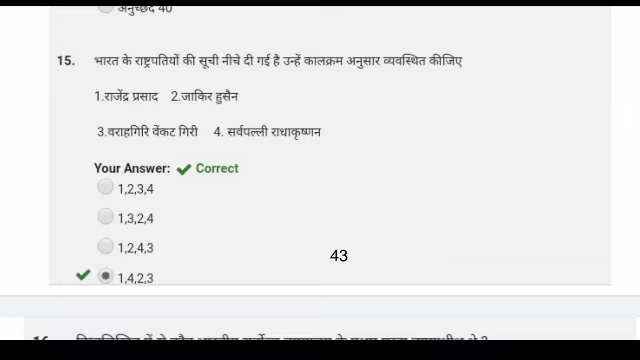 अनुच्छेद 40
15. भारत के राष्ट्रपतियों की सूची नीचे दी गई है उन्हें कालक्रम अनुसार व्यवस्थित कीजिए
1.राजेंद्र प्रसाद 2.जाकिर हुसैन
3.वराहगिरि वेंकट गिरी 4. सर्वपल्ली राधाकृष्णन
Your Answer: Correct
1,2,3,4
1,3,2,4
1,2,4,3
43
1,4,2,3